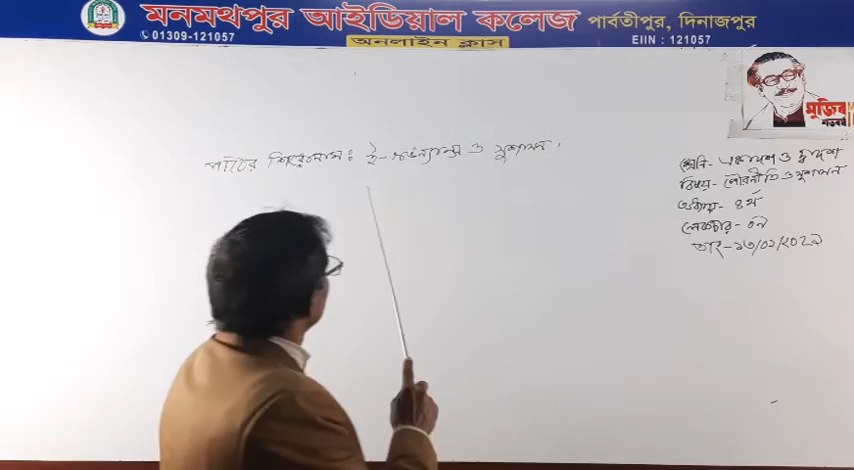 মনমথপুর আইডিয়াল কলেজ পার্বতীপুর, দিনাজপুর
01309-121057
অনলাইন ক্লাস
EIIN : 121057
মুজিব
শতবর্ষ
পাঠের শিরোনাম : ই-গভর্ন্যান্স ও সুশাসন ।
শ্রেণি- একাদশ ও দ্বাদশ
বিষয়- পৌরনীতি ও সুশাসন
অধ্যায়- ৪র্থ
লেকচার-
তাং-